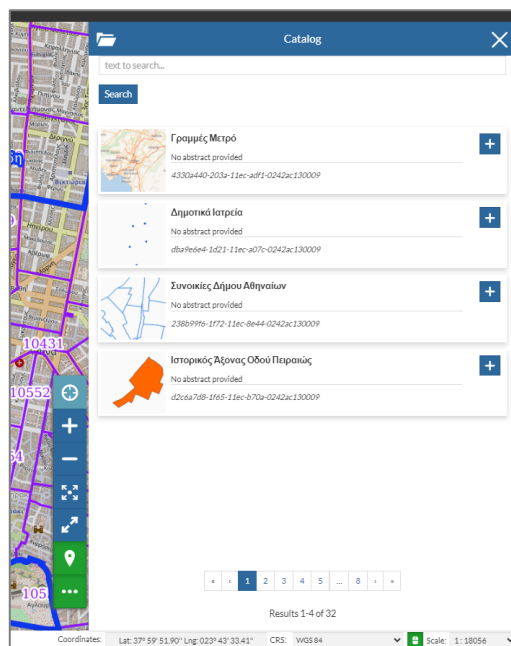 Catalog
text to search...
Search
Γραμμές Μετρό
No abstract provided
4330a440-203a-11ec-adf1-0242ac130009
Δημοτικά Ιατρεία
No abstract provided
dba9e6e4-1d21-11ec-a07c-0242ac130009
Συνοικίες Δήμου Αθηναίων
No abstract provided
238b99f6-1f72-11ec-8e44-0242ac130009
Ιστορικός Άξονας Οδού Πειραιώς
No abstract provided
d2c6a7d8-1f65-11ec-b70a-0242ac130009
10431
10552
« ‹ 1 2 3 4 5 ... 8 › »
Results 1-4 of 32
Coordinates: Lat: 37° 59' 51.90" Lng: 023° 43' 33.41" CRS: WGS 84 Scale: 1 : 18056